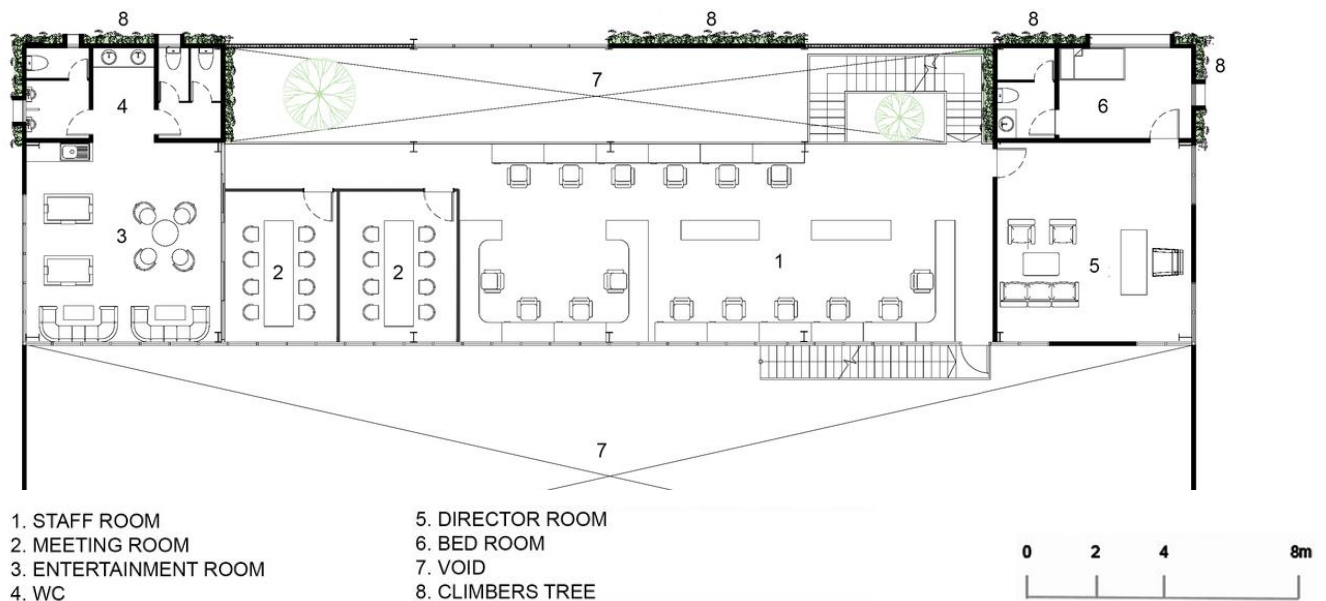 8
8
8
7
8
4
6
3
2
2
1
5
7
1. STAFF ROOM
2. MEETING ROOM
3. ENTERTAINMENT ROOM
4. WC
5. DIRECTOR ROOM
6. BED ROOM
7. VOID
8. CLIMBERS TREE
0 2 4 8m